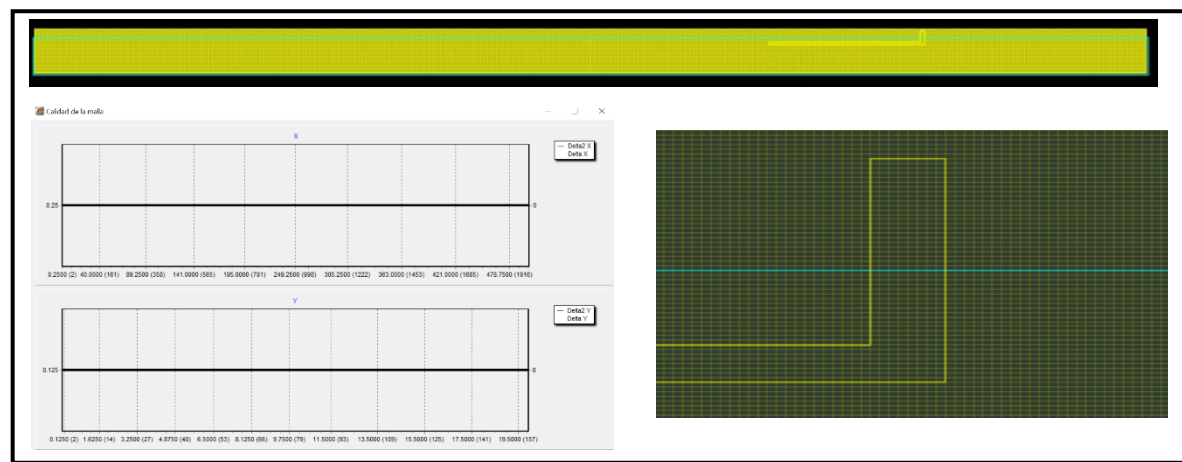 Calidad de la malla
X
Delta2 X
Delta X
0.25
0
0.2500 (2) 40.0000 (161) 89.2500 (358) 141.0000 (565) 195.0000 (781) 249.2500 (998) 305.2500 (1222) 363.0000 (1453) 421.0000 (1685) 478.7500 (1916)
Y
Delta2 Y
Delta Y
0.125
0
0.1250 (2) 1.6250 (14) 3.2500 (27) 4.8750 (40) 6.5000 (53) 8.1250 (66) 9.7500 (79) 11.5000 (93) 13.5000 (109) 15.5000 (125) 17.5000 (141) 19.5000 (157)